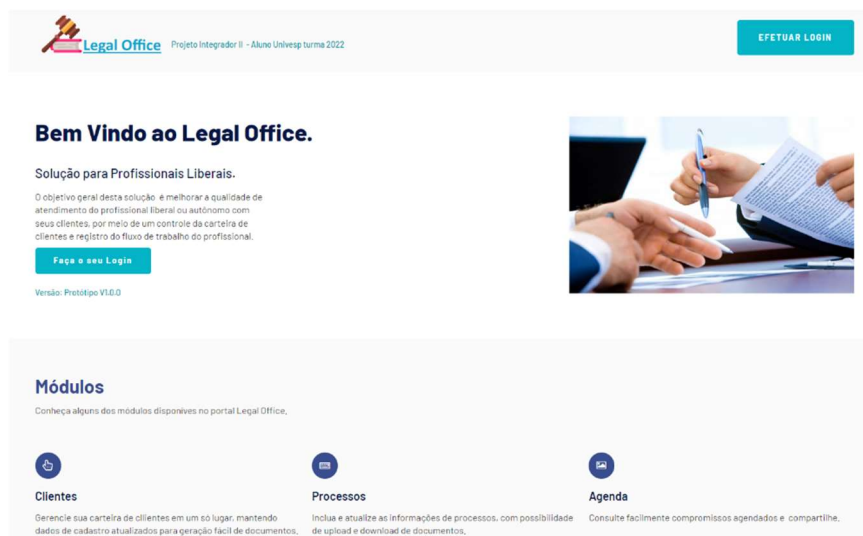 Legal Office Projeto Integrador II - Aluno Univesp turma 2022
EFETUAR LOGIN
Bem Vindo ao Legal Office.
Solução para Profissionais Liberais.
O objetivo geral desta solução é melhorar a qualidade de
atendimento do profissional liberal ou autônomo com
seus clientes, por meio de um controle da carteira de
clientes e registro do fluxo de trabalho do profissional.
Faça o seu Login
Versão: Protótipo V1.0.0
Módulos
Conheça alguns dos módulos disponíves no portal Legal Office.
Clientes
Gerencie sua carteira de cllientes em um só lugar, mantendo
dados de cadastro atualizados para geração fácil de documentos.
Processos
Inclua e atualize as informações de processos, com possibilidade
de upload e download de documentos.
Agenda
Consulte facilmente compromissos agendados e compartilhe.